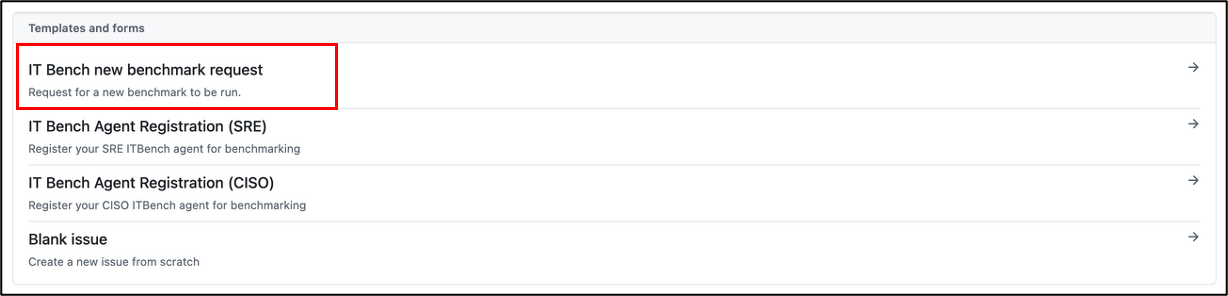 Templates and forms
IT Bench new benchmark request
Request for a new benchmark to be run.
IT Bench Agent Registration (SRE)
Register your SRE ITBench agent for benchmarking
IT Bench Agent Registration (CISO)
Register your CISO ITBench agent for benchmarking
Blank issue
Create a new issue from scratch